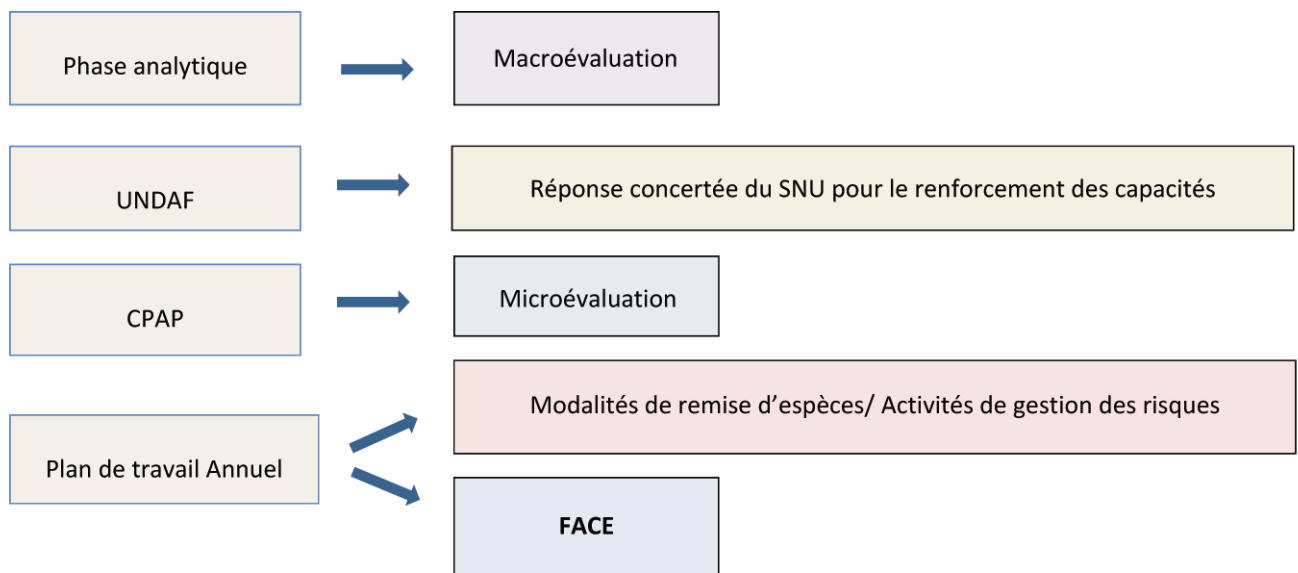 Phase analytique
Macroévaluation
UNDAF
Réponse concertée du SNU pour le renforcement des capacités
CPAP
Microévaluation
Plan de travail Annuel
Modalités de remise d’espèces/ Activités de gestion des risques
FACE